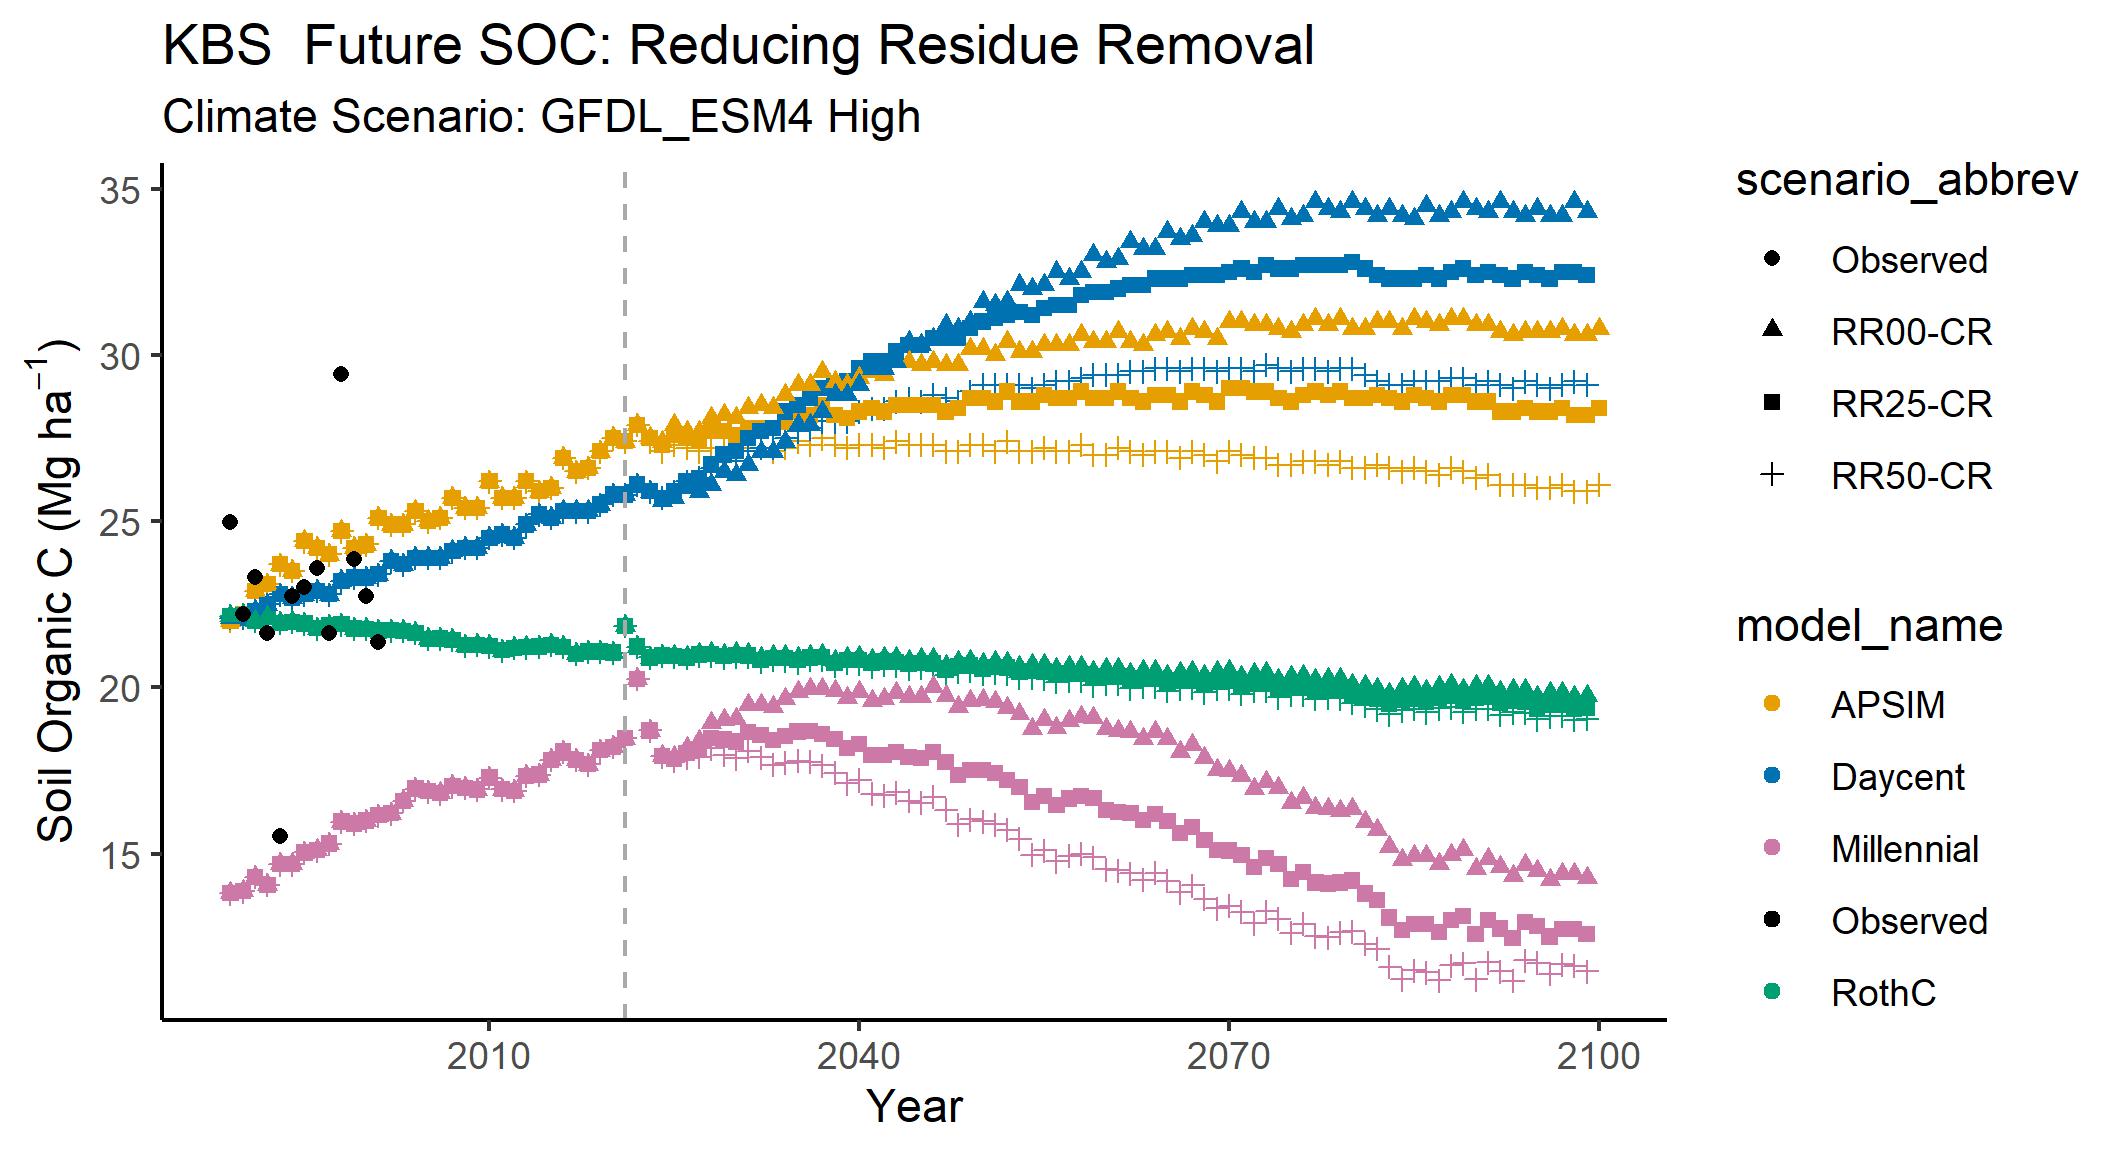 KBS  Future SOC: Reducing Residue Removal
Climate Scenario: GFDL_ESM4 High
Soil Organic C (Mg ha⁻¹)
35
30
25
20
15
2010
2040
2070
2100
Year
scenario_abbrev
Observed
RR00-CR
RR25-CR
RR50-CR
model_name
APSIM
Daycent
Millennial
Observed
RothC